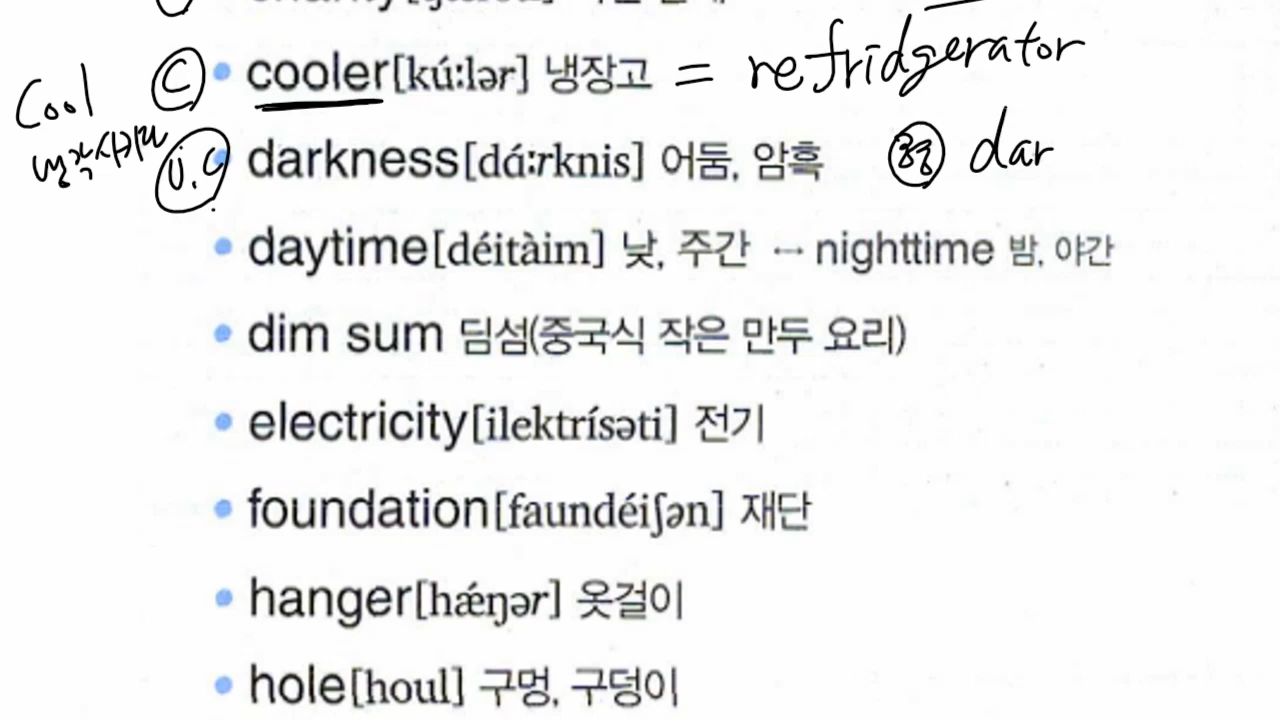 cooler[kúːlər] 냉장고 = refridgerator
Cool Ⓒ
냉각시키다 U.C
darkness[dɑ́ːrknis] 어둠, 암흑 ㉻ dar
daytime[déitàim] 낮, 주간 ↔ nighttime 밤, 야간
dim sum 딤섬(중국식 작은 만두 요리)
electricity[ilektrísəti] 전기
foundation[faundéiʃən] 재단
hanger[hǽŋər] 옷걸이
hole[houl] 구멍, 구덩이